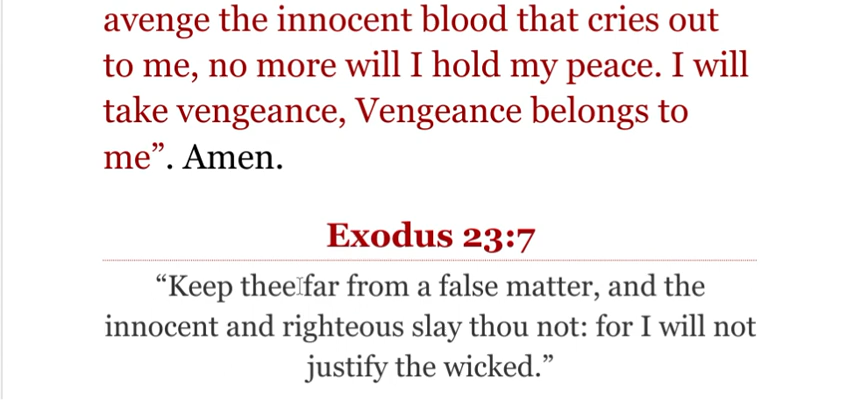 avenge the innocent blood that cries out
to me, no more will I hold my peace. I will
take vengeance, Vengeance belongs to
me”. Amen.
Exodus 23:7
“Keep thee far from a false matter, and the
innocent and righteous slay thou not: for I will not
justify the wicked.”